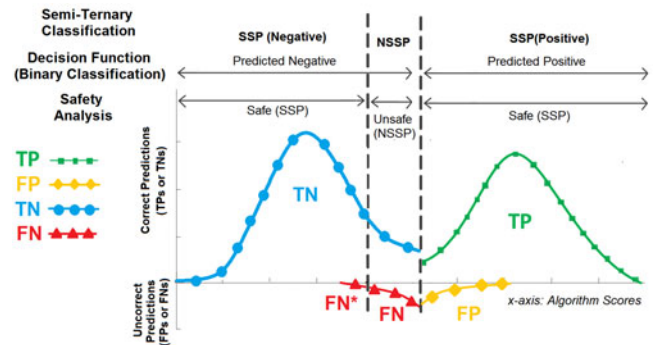 Semi-Ternary
Classification
SSP (Negative)
NSSP
SSP(Positive)
Decision Function
(Binary Classification)
Predicted Negative
Predicted Positive
Safety
Analysis
Safe (SSP)
Unsafe
(NSSP)
Safe (SSP)
TP
FP
TN
FN
Correct Predictions
(TPs or TNs)
TN
TP
Uncorrect
Predictions
(FPs or FNs)
FN*
FN
FP
x-axis: Algorithm Scores